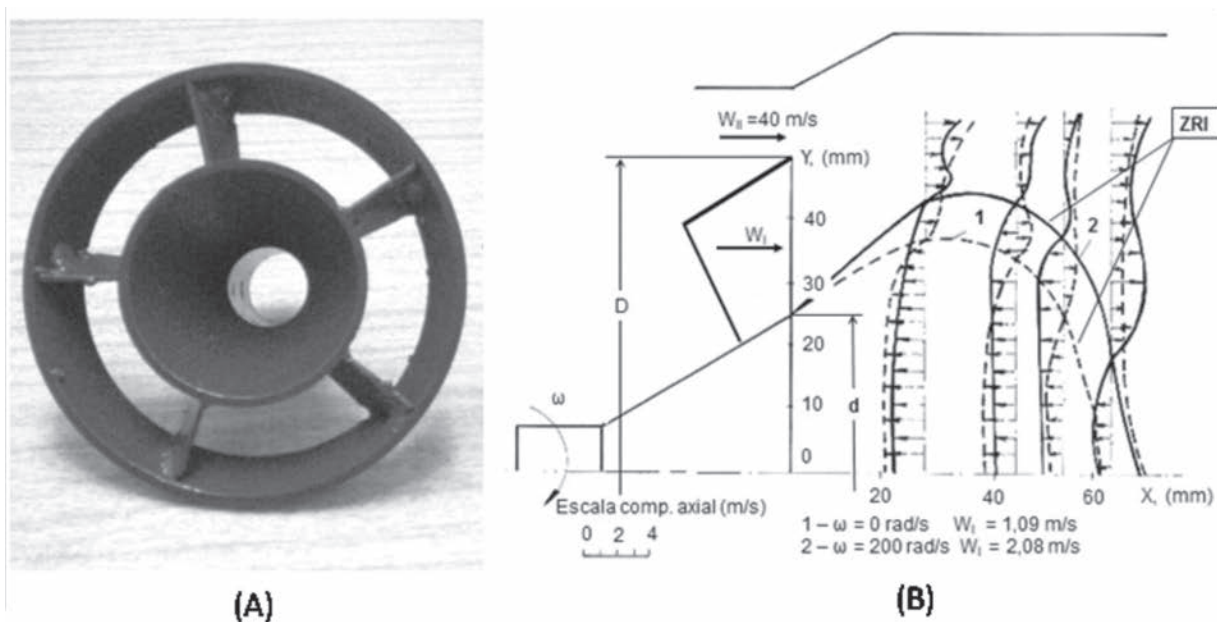 W_II =40 m/s
Y, (mm)
ZRI
40
1
2
W_I
30
D
20
d
ω
10
0
Escala comp. axial (m/s)
0 2 4
20 40 60 X, (mm)
1 – ω = 0 rad/s W_I = 1,09 m/s
2 – ω = 200 rad/s W_I = 2,08 m/s
(A)
(B)